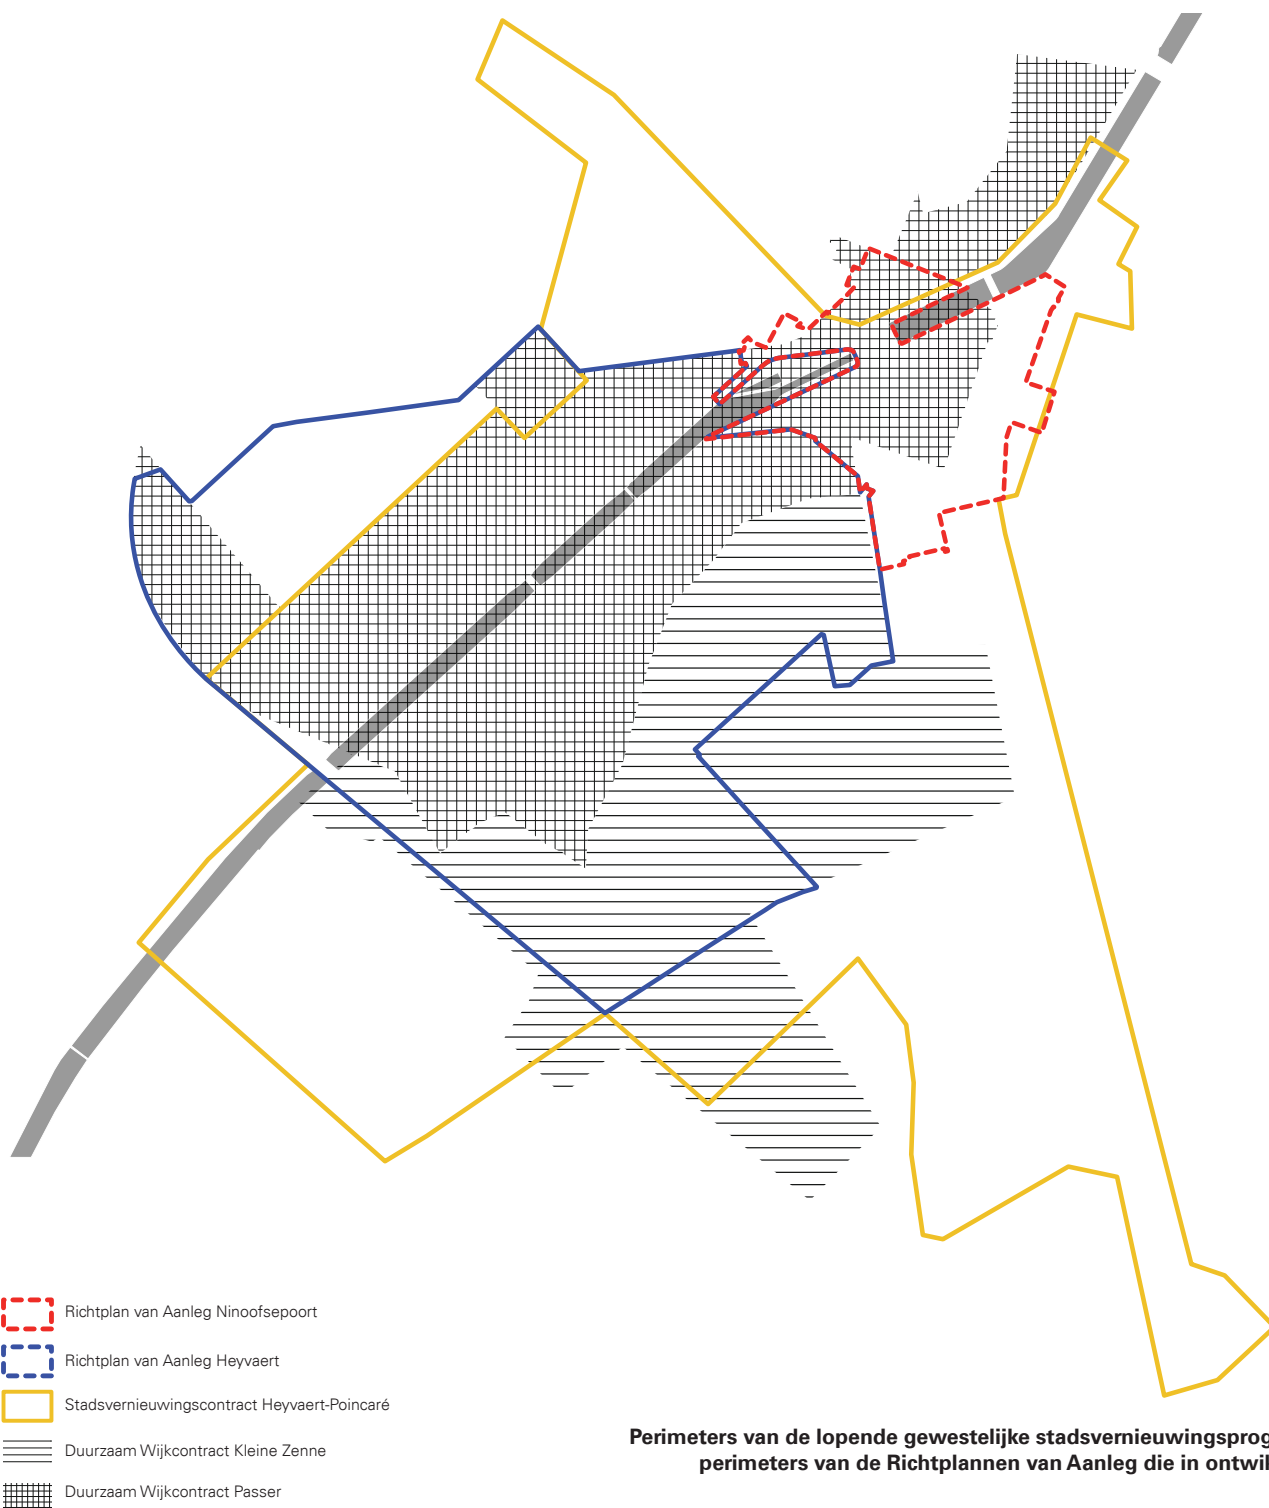 Richtplan van Aanleg Ninoofsepoort
Richtplan van Aanleg Heyvaert
Stadsvernieuwingscontract Heyvaert-Poincaré
Duurzaam Wijkcontract Kleine Zenne
Duurzaam Wijkcontract Passer
Perimeters van de lopende gewestelijke stadsvernieuwingsprog
perimeters van de Richtplannen van Aanleg die in ontwil